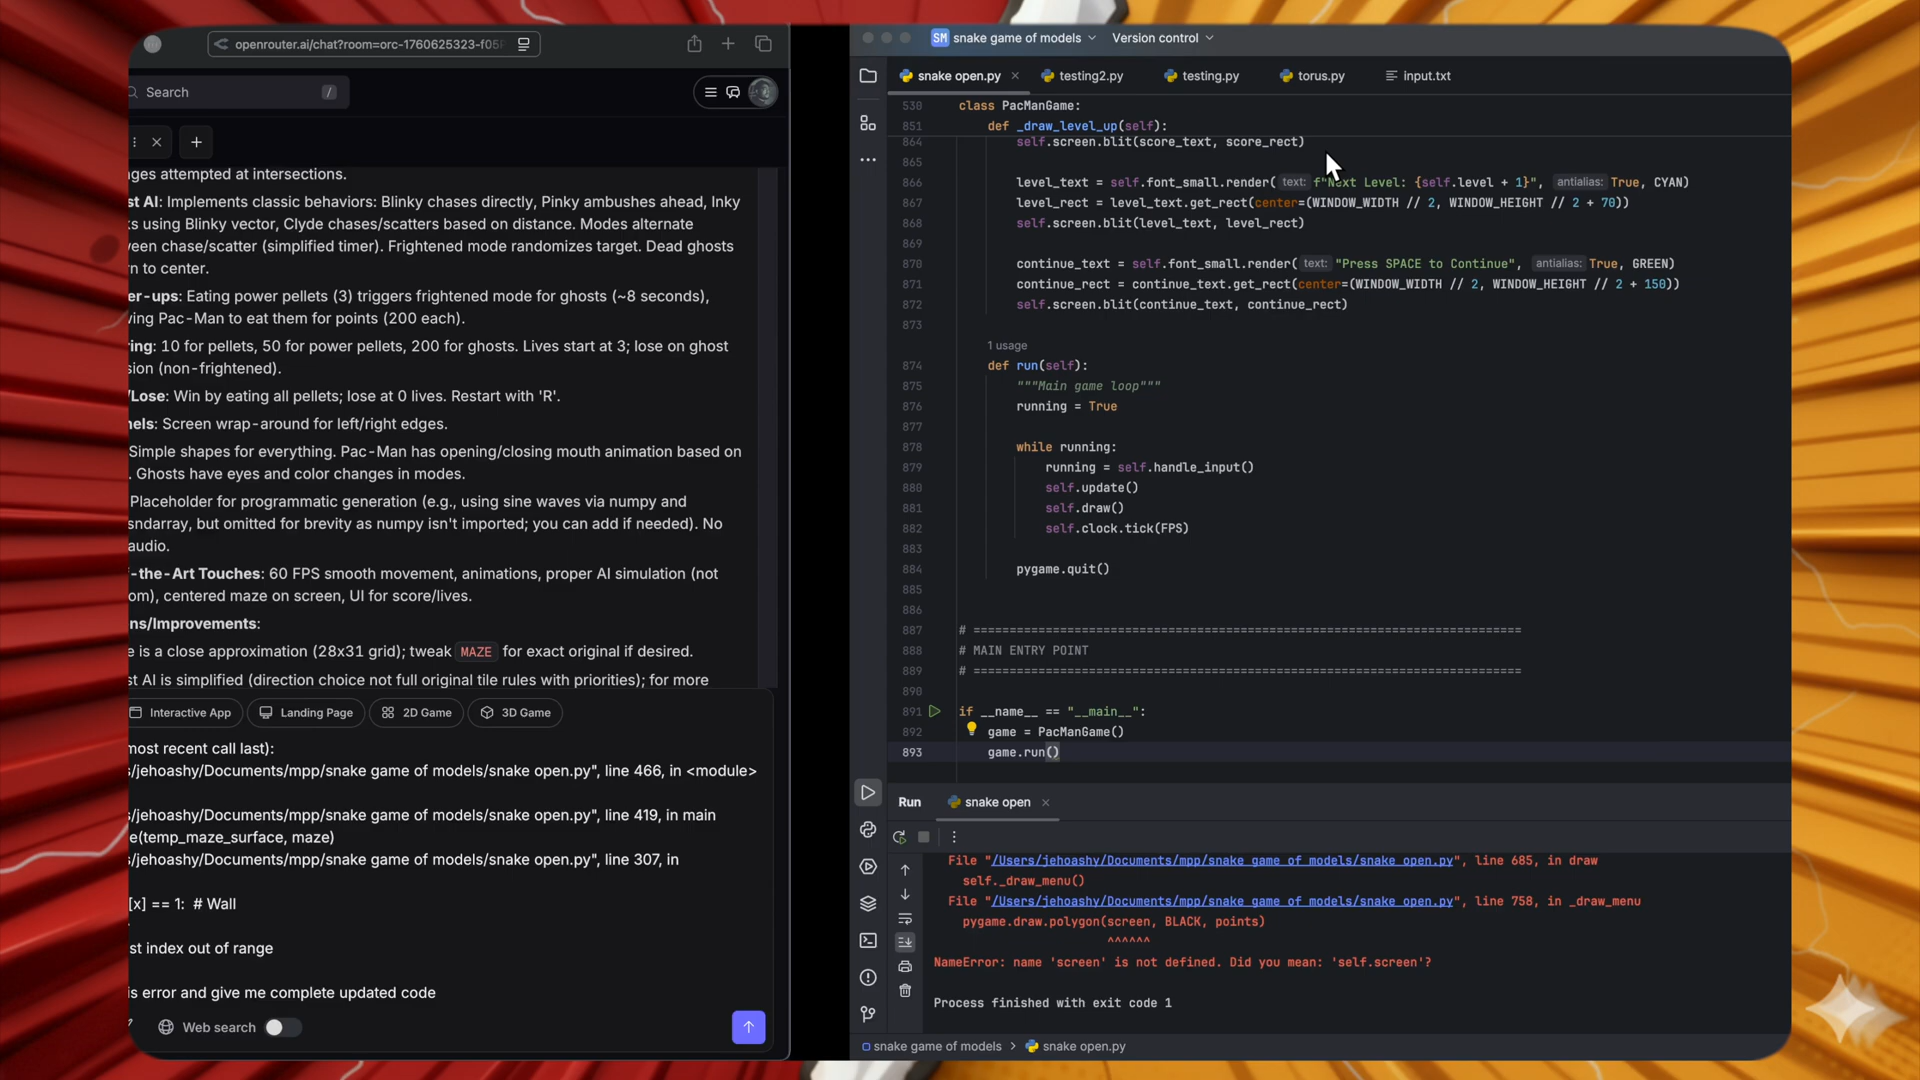 openrouter.ai/chat?room=orc-1760625323-f05
Search
/
ages attempted at intersections.
st AI: Implements classic behaviors: Blinky chases directly, Pinky ambushes ahead, Inky
s using Blinky vector, Clyde chases/scatters based on distance. Modes alternate
een chase/scatter (simplified timer). Frightened mode randomizes target. Dead ghosts
n to center.
er-ups: Eating power pellets (3) triggers frightened mode for ghosts (~8 seconds),
ving Pac-Man to eat them for points (200 each).
ring: 10 for pellets, 50 for power pellets, 200 for ghosts. Lives start at 3; lose on ghost
sion (non-frightened).
/Lose: Win by eating all pellets; lose at 0 lives. Restart with 'R'.
nels: Screen wrap-around for left/right edges.
Simple shapes for everything. Pac-Man has opening/closing mouth animation based on
. Ghosts have eyes and color changes in modes.
Placeholder for programmatic generation (e.g., using sine waves via numpy and
sndarray, but omitted for brevity as numpy isn't imported; you can add if needed). No
audio.
f-the-Art Touches: 60 FPS smooth movement, animations, proper AI simulation (not
om), centered maze on screen, UI for score/lives.
ns/Improvements:
e is a close approximation (28x31 grid); tweak MAZE for exact original if desired.
st AI is simplified (direction choice not full original tile rules with priorities); for more
Interactive App
Landing Page
2D Game
3D Game
most recent call last):
s/jehoashy/Documents/mpp/snake game of models/snake open.py", line 466, in <module>
s/jehoashy/Documents/mpp/snake game of models/snake open.py", line 419, in main
e(temp_maze_surface, maze)
s/jehoashy/Documents/mpp/snake game of models/snake open.py", line 307, in
[x] == 1:  # Wall
st index out of range
is error and give me complete updated code
Web search
SM snake game of models
Version control
snake open.py
testing2.py
testing.py
torus.py
input.txt
530 class PacManGame:
851 def _draw_level_up(self):
864 self.screen.blit(score_text, score_rect)
865
866 level_text = self.font_small.render( text: f"Next Level: {self.level + 1}", antialias: True, CYAN)
867 level_rect = level_text.get_rect(center=(WINDOW_WIDTH // 2, WINDOW_HEIGHT // 2 + 70))
868 self.screen.blit(level_text, level_rect)
869
870 continue_text = self.font_small.render( text: "Press SPACE to Continue", antialias: True, GREEN)
871 continue_rect = continue_text.get_rect(center=(WINDOW_WIDTH // 2, WINDOW_HEIGHT // 2 + 150))
872 self.screen.blit(continue_text, continue_rect)
873
1 usage
874 def run(self):
875 """Main game loop"""
876 running = True
877
878 while running:
879 running = self.handle_input()
880 self.update()
881 self.draw()
882 self.clock.tick(FPS)
883
884 pygame.quit()
885
886
887 # ============================================================================
888 # MAIN ENTRY POINT
889 # ============================================================================
890
891 if __name__ == "__main__":
892 game = PacManGame()
893 game.run()
Run
snake open
File "/Users/jehoashy/Documents/mpp/snake game of models/snake open.py", line 685, in draw
self._draw_menu()
File "/Users/jehoashy/Documents/mpp/snake game of models/snake open.py", line 758, in _draw_menu
pygame.draw.polygon(screen, BLACK, points)
^^^^^^
NameError: name 'screen' is not defined. Did you mean: 'self.screen'?
Process finished with exit code 1
snake game of models > snake open.py